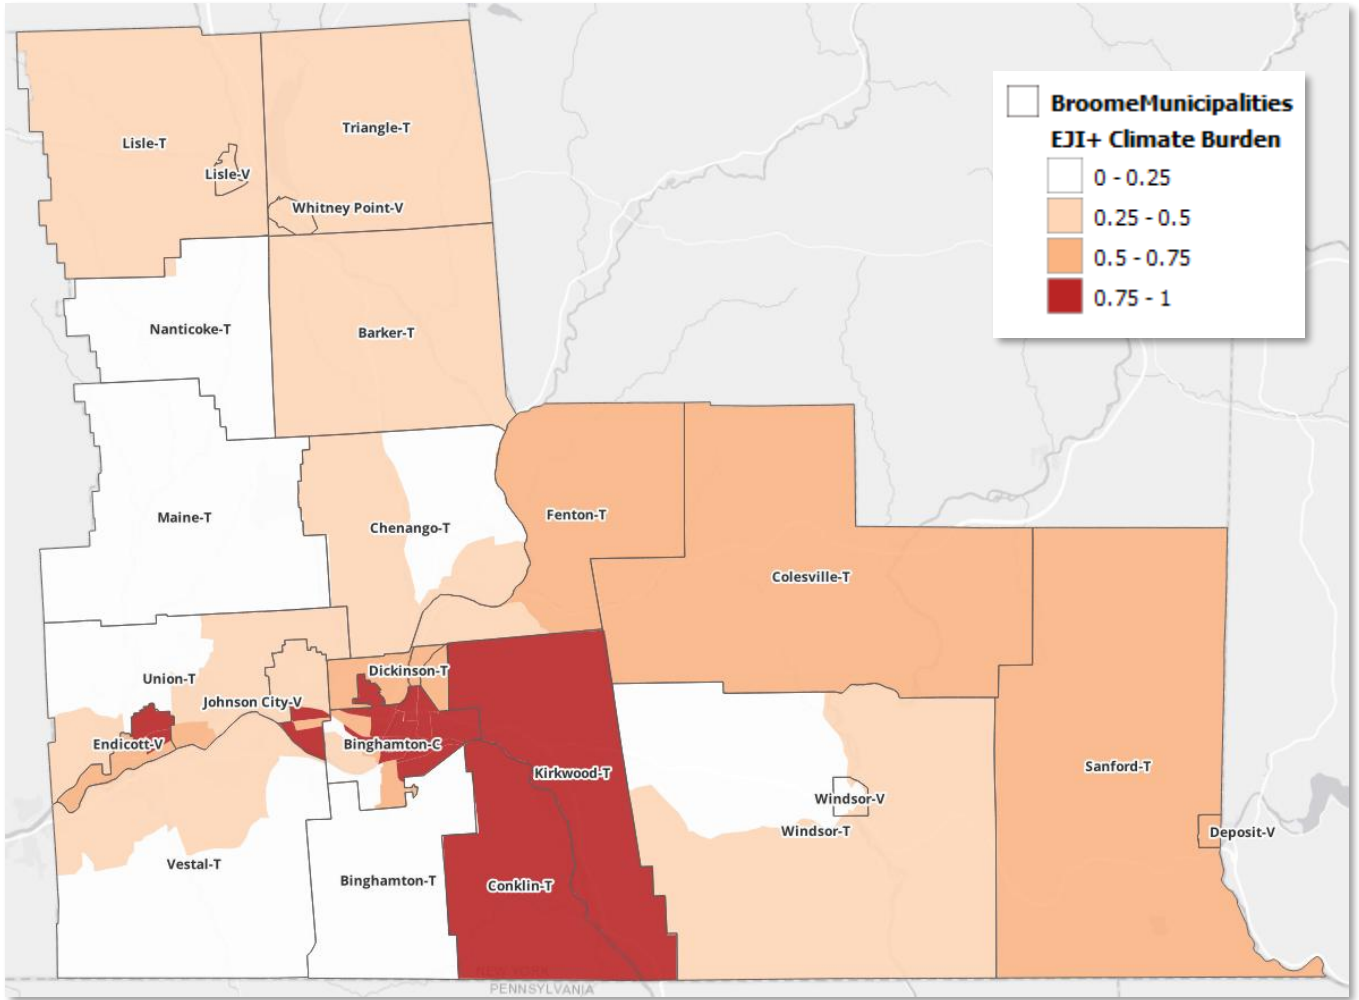 BroomeMunicipalities
EJI+ Climate Burden
0 - 0.25
0.25 - 0.5
0.5 - 0.75
0.75 - 1
Triangle-T
Lisle-T
Lisle-V
Whitney Point-V
Nanticoke-T
Barker-T
Maine-T
Chenango-T
Fenton-T
Colesville-T
Dickinson-T
Union-T
Johnson City-V
Endicott-V
Binghamton-C
Kirkwood-T
Sanford-T
Windsor-V
Windsor-T
Deposit-V
Vestal-T
Binghamton-T
Conklin-T
NEW YORK
PENNSYLVANIA